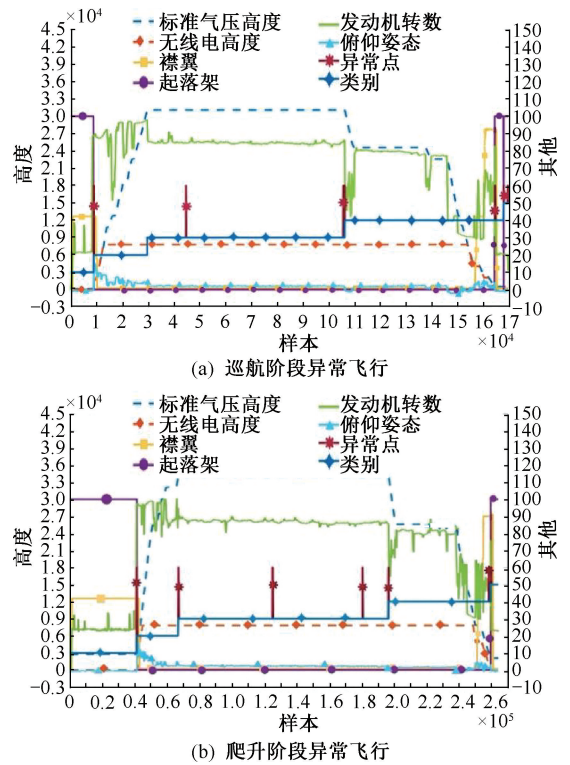 ×10⁴
4.5
4.2
3.9
3.6
3.3
3.0
2.7
2.4
2.1
1.8
1.5
1.2
0.9
0.6
0.3
0
−0.3
高度
标准气压高度
无线电高度
襟翼
起落架
发动机转数
俯仰姿态
异常点
类别
150
140
130
120
110
100
90
80
70
60
50
40
30
20
10
0
−10
其他
0 1 2 3 4 5 6 7 8 9 10 11 12 13 14 15 16 17
样本
×10⁴
(a) 巡航阶段异常飞行
×10⁴
4.5
4.2
3.9
3.6
3.3
3.0
2.7
2.4
2.1
1.8
1.5
1.2
0.9
0.6
0.3
0
−0.3
高度
标准气压高度
无线电高度
襟翼
起落架
发动机转数
俯仰姿态
异常点
类别
150
140
130
120
110
100
90
80
70
60
50
40
30
20
10
0
−10
其他
0 0.2 0.4 0.6 0.8 1.0 1.2 1.4 1.6 1.8 2.0 2.2 2.4 2.6
样本
×10⁵
(b) 爬升阶段异常飞行